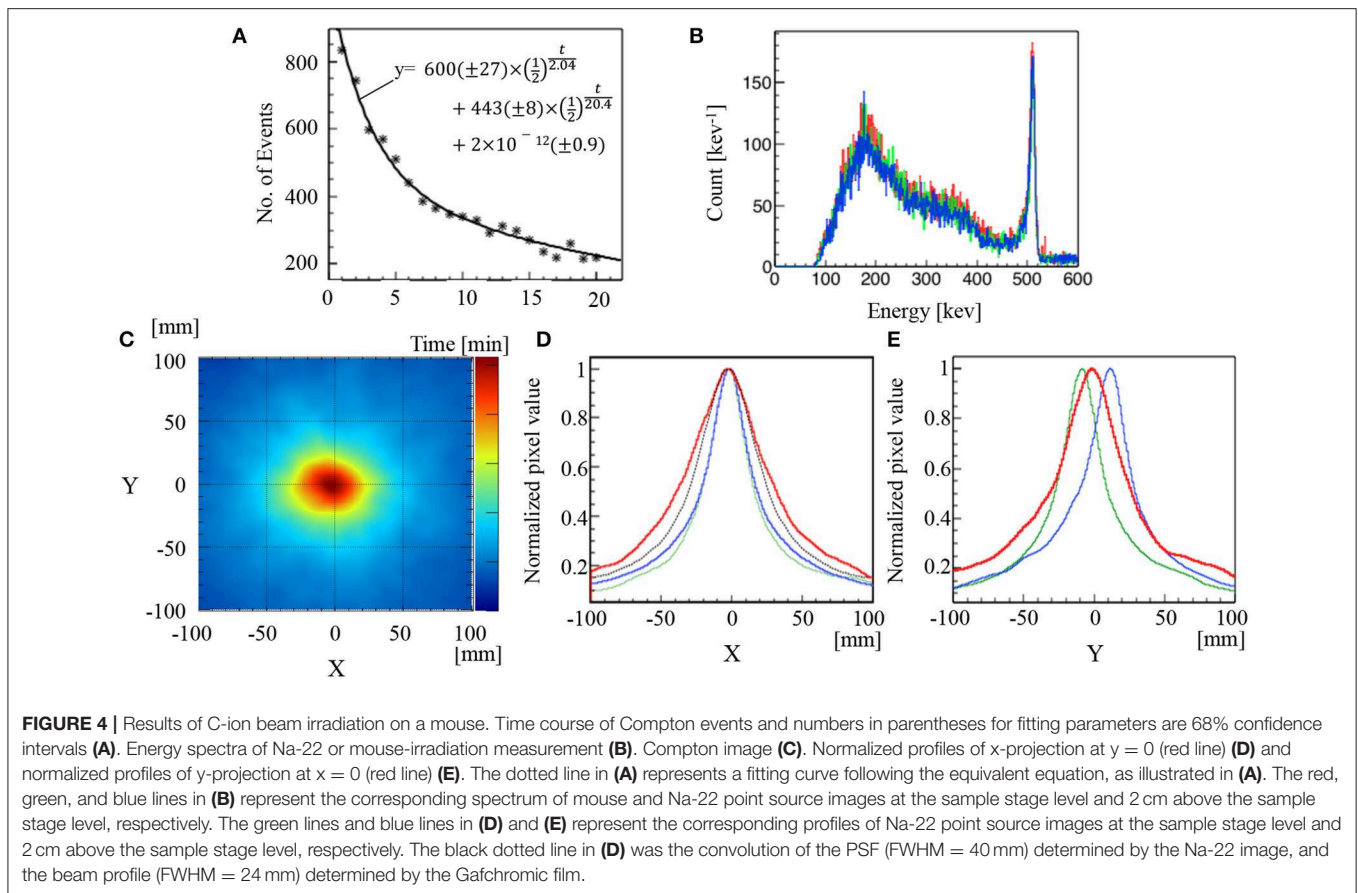 A
800
600
400
200
No. of Events
0 5 10 15 20
Time [min]
y= 600(±27)×(1/2)^(t/2.04)
+ 443(±8)×(1/2)^(t/20.4)
+ 2×10^−12(±0.9)
B
150
100
50
0
Count [kev-1]
0 100 200 300 400 500 600
Energy [kev]
C
[mm]
100
50
0
-50
-100
Y
-100 -50 0 50 100
[mm]
X
D
1
0.8
0.6
0.4
0.2
Normalized pixel value
-100 -50 0 50 100
[mm]
X
E
1
0.8
0.6
0.4
0.2
Normalized pixel value
-100 -50 0 50 100
[mm]
Y
FIGURE 4 | Results of C-ion beam irradiation on a mouse. Time course of Compton events and numbers in parentheses for fitting parameters are 68% confidence
intervals (A). Energy spectra of Na-22 or mouse-irradiation measurement (B). Compton image (C). Normalized profiles of x-projection at y = 0 (red line) (D) and
normalized profiles of y-projection at x = 0 (red line) (E). The dotted line in (A) represents a fitting curve following the equivalent equation, as illustrated in (A). The red,
green, and blue lines in (B) represent the corresponding spectrum of mouse and Na-22 point source images at the sample stage level and 2 cm above the sample
stage level, respectively. The green lines and blue lines in (D) and (E) represent the corresponding profiles of Na-22 point source images at the sample stage level and
2 cm above the sample stage level, respectively. The black dotted line in (D) was the convolution of the PSF (FWHM = 40 mm) determined by the Na-22 image, and
the beam profile (FWHM = 24 mm) determined by the Gafchromic film.